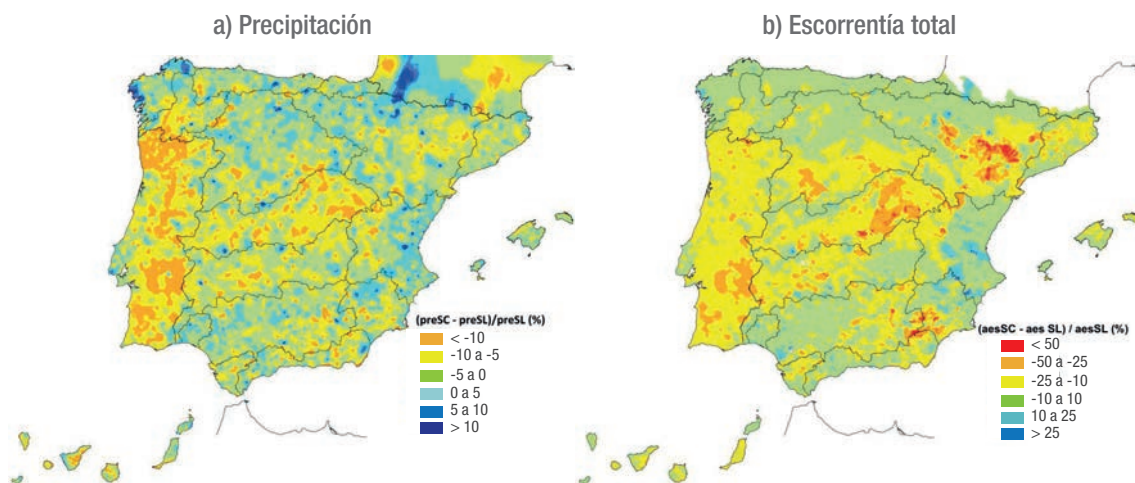 a) Precipitación
b) Escorrentía total
(preSC - preSL)/preSL (%)
< -10
-10 a -5
-5 a 0
0 a 5
5 a 10
> 10
(aesSC - aes SL) / aesSL (%)
< 50
-50 a -25
-25 a -10
-10 a 10
10 a 25
> 25